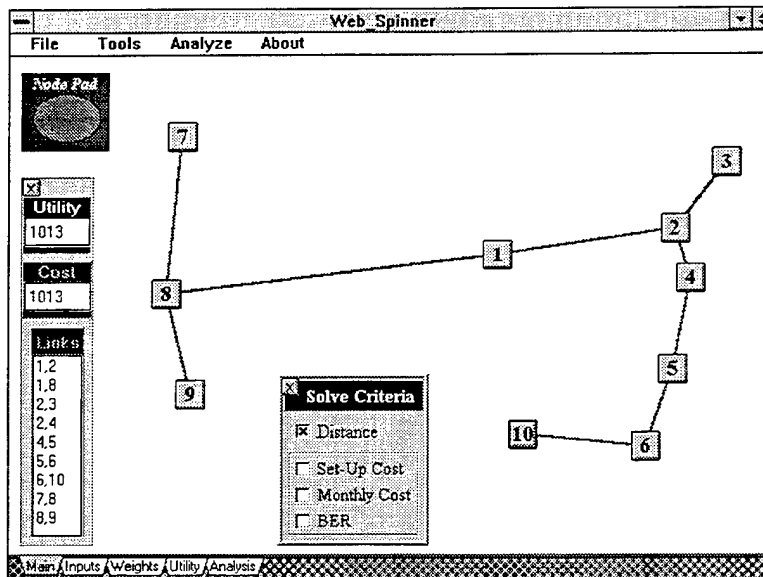 Web_Spinner
File Tools Analyze About
Node Pad
7
3
Utility
1013
2
1
Cost
1013
8
4
Links
1,2
1,8
2,3
2,4
4,5
5,6
6,10
7,8
8,9
5
9
Solve Criteria
Distance
10
6
Set-Up Cost
Monthly Cost
BER
Main Inputs Weights Utility Analysis